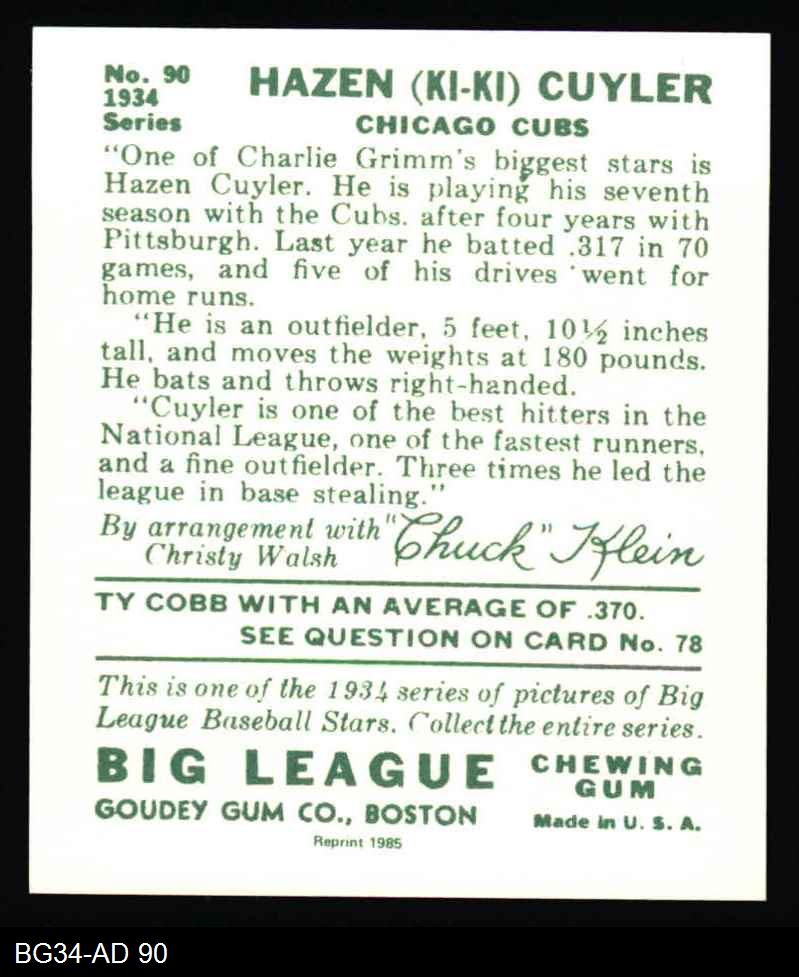 No. 90
1934
Series
HAZEN (KI-KI) CUYLER
CHICAGO CUBS
"One of Charlie Grimm's biggest stars is
Hazen Cuyler. He is playing his seventh
season with the Cubs. after four years with
Pittsburgh. Last year he batted .317 in 70
games, and five of his drives went for
home runs.
"He is an outfielder, 5 feet, 10½ inches
tall, and moves the weights at 180 pounds.
He bats and throws right-handed.
"Cuyler is one of the best hitters in the
National League, one of the fastest runners,
and a fine outfielder. Three times he led the
league in base stealing."
By arrangement with
Christy Walsh
"Chuck" Klein
TY COBB WITH AN AVERAGE OF .370.
SEE QUESTION ON CARD No. 78
This is one of the 1934 series of pictures of Big
League Baseball Stars. Collect the entire series.
BIG LEAGUE
CHEWING
GUM
GOUDEY GUM CO., BOSTON
Made in U. S. A.
Reprint 1985
BG34-AD 90